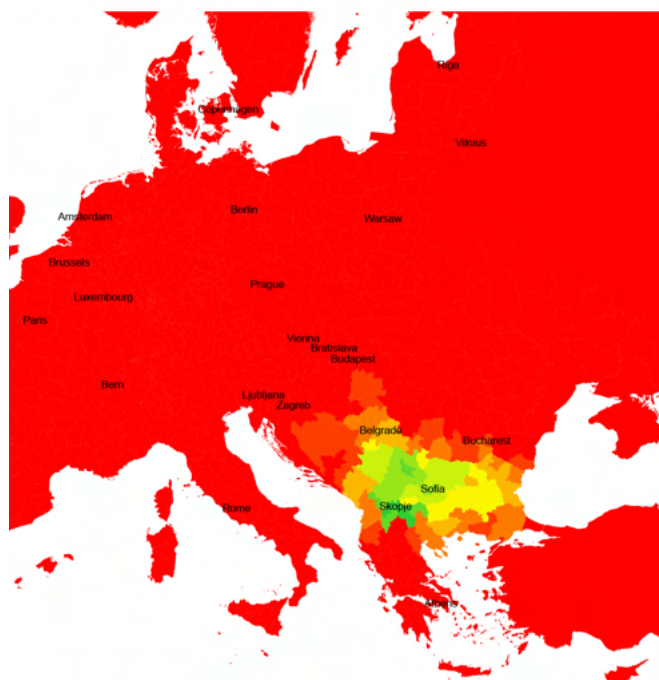 Riga
Copenhagen
Vilnius
Berlin
Amsterdam
Warsaw
Brussels
Prague
Luxembourg
Paris
Vienna
Bratislava
Budapest
Bern
Ljubljana
Zagreb
Belgrade
Bucharest
Sofia
Skopje
Rome
Athens